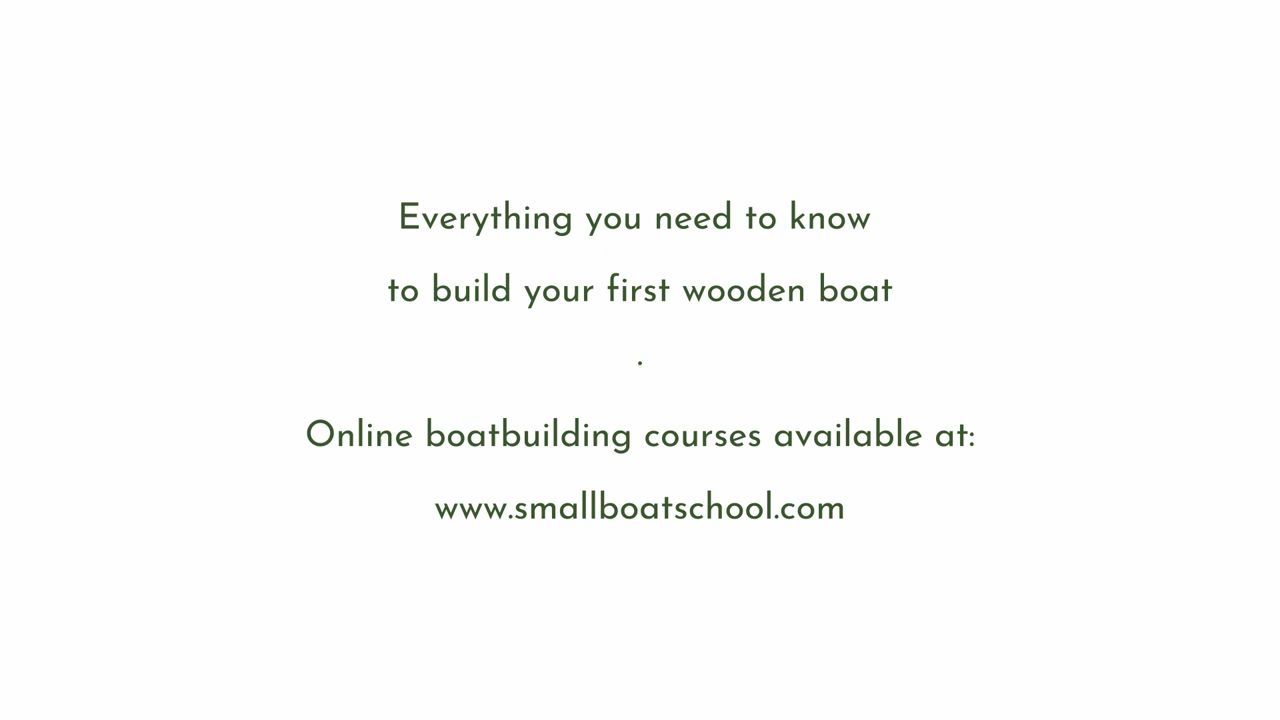 Everything you need to know
to build your first wooden boat
.
Online boatbuilding courses available at:
www.smallboatschool.com